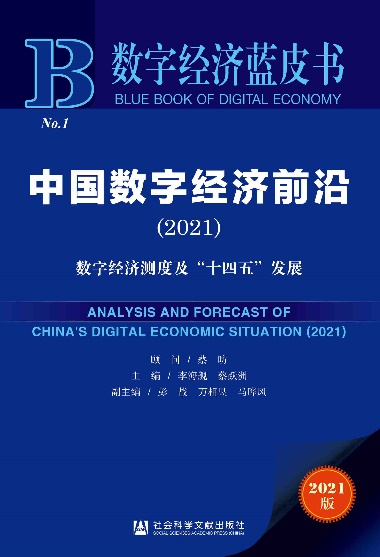 B 数字经济蓝皮书
BLUE BOOK OF DIGITAL ECONOMY
No.1
中国数字经济前沿
(2021)
数字经济测度及“十四五”发展
ANALYSIS AND FORECAST OF
CHINA'S DIGITAL ECONOMIC SITUATION (2021)
顾 问 / 蔡 昉
主 编 / 李海舰 蔡跃洲
副主编 / 彭 战 万相昱 马晔风
2021
版
社会科学文献出版社
SOCIAL SCIENCES ACADEMIC PRESS (CHINA)